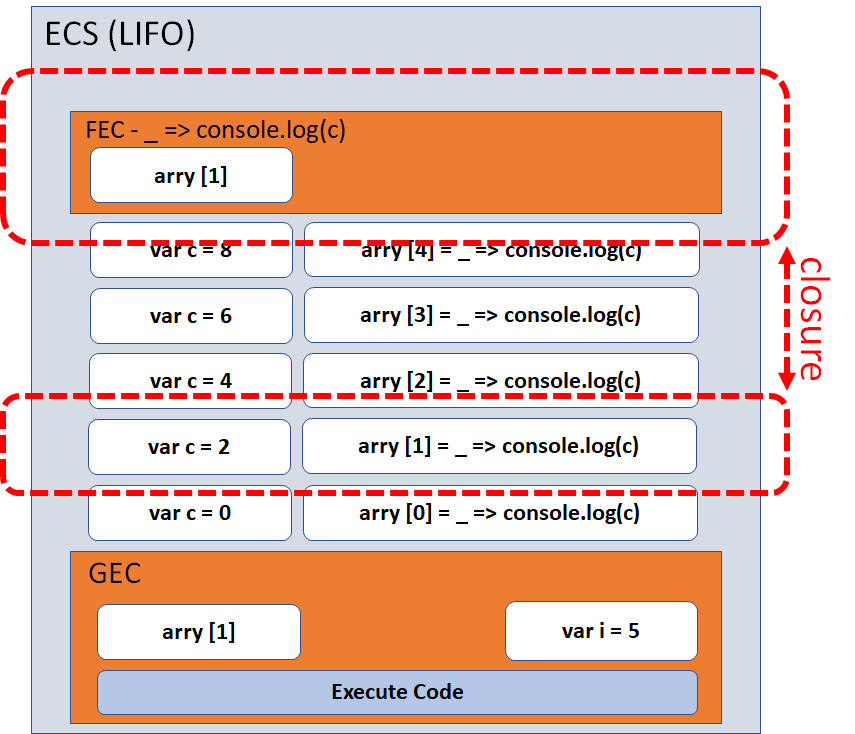 ECS (LIFO)
FEC - _ => console.log(c)
arry [1]
var c = 8
arry [4] = _ => console.log(c)
var c = 6
arry [3] = _ => console.log(c)
var c = 4
arry [2] = _ => console.log(c)
var c = 2
arry [1] = _ => console.log(c)
var c = 0
arry [0] = _ => console.log(c)
closure
GEC
arry [1]
var i = 5
Execute Code